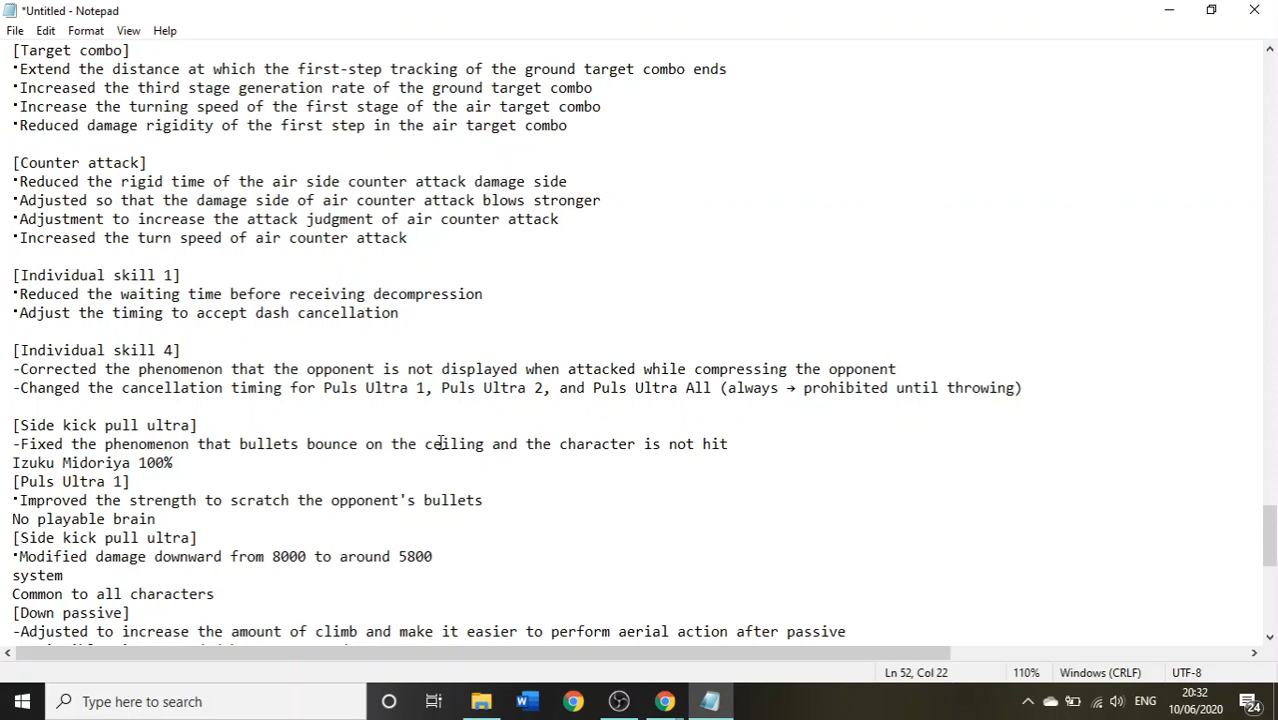 *Untitled - Notepad
File Edit Format View Help
[Target combo]
･Extend the distance at which the first-step tracking of the ground target combo ends
･Increased the third stage generation rate of the ground target combo
･Increase the turning speed of the first stage of the air target combo
･Reduced damage rigidity of the first step in the air target combo
[Counter attack]
･Reduced the rigid time of the air side counter attack damage side
･Adjusted so that the damage side of air counter attack blows stronger
･Adjustment to increase the attack judgment of air counter attack
･Increased the turn speed of air counter attack
[Individual skill 1]
･Reduced the waiting time before receiving decompression
･Adjust the timing to accept dash cancellation
[Individual skill 4]
-Corrected the phenomenon that the opponent is not displayed when attacked while compressing the opponent
-Changed the cancellation timing for Puls Ultra 1, Puls Ultra 2, and Puls Ultra All (always → prohibited until throwing)
[Side kick pull ultra]
-Fixed the phenomenon that bullets bounce on the ceiling and the character is not hit
Izuku Midoriya 100%
[Puls Ultra 1]
･Improved the strength to scratch the opponent's bullets
No playable brain
[Side kick pull ultra]
･Modified damage downward from 8000 to around 5800
system
Common to all characters
[Down passive]
-Adjusted to increase the amount of climb and make it easier to perform aerial action after passive
Ln 52, Col 22 110% Windows (CRLF) UTF-8
Type here to search
ENG
20:32
10/06/2020
24